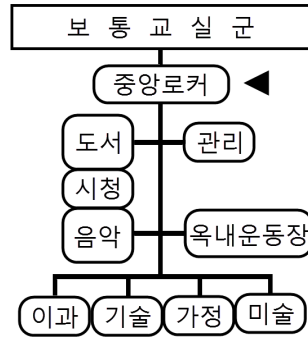 보 통 교 실 군
중앙로커
도서
관리
시청
음악
옥내운동장
이과 기술 가정 미술